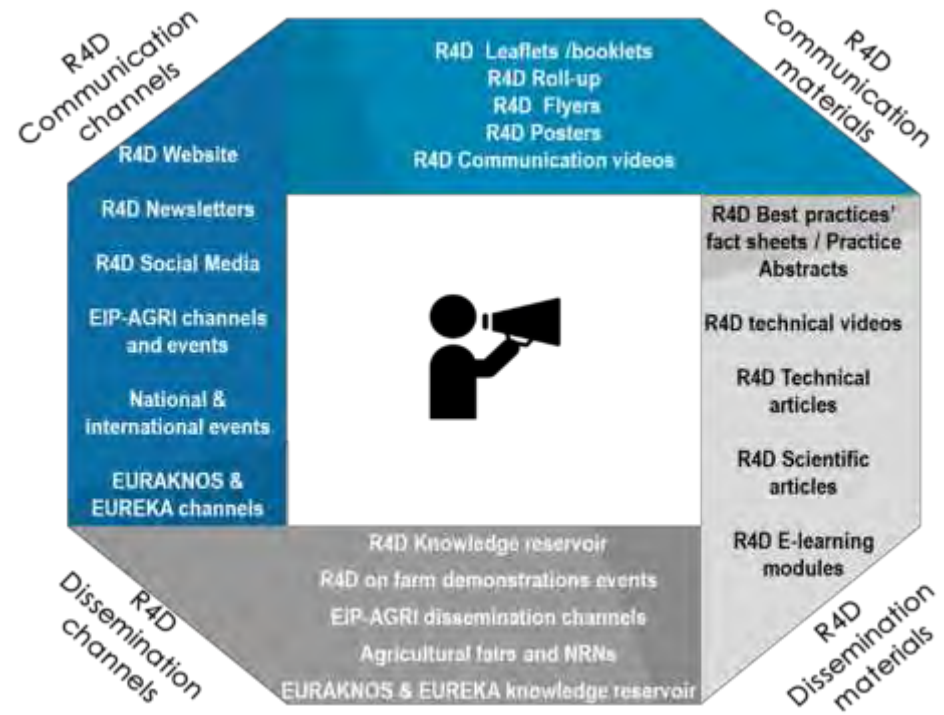 R4D
Communication
channels
R4D
communication
materials
R4D Leaflets /booklets
R4D Roll-up
R4D Flyers
R4D Posters
R4D Communication videos
R4D Website
R4D Newsletters
R4D Social Media
EIP-AGRI channels
and events
National &
international events
EURAKNOS &
EUREKA channels
R4D Best practices'
fact sheets / Practice
Abstracts
R4D technical videos
R4D Technical
articles
R4D Scientific
articles
R4D E-learning
modules
R4D Knowledge reservoir
R4D on farm demonstrations events
EIP-AGRI dissemination channels
Agricultural fairs and NRNs
EURAKNOS & EUREKA knowledge reservoir
R4D
Dissemination
channels
R4D
Dissemination
materials